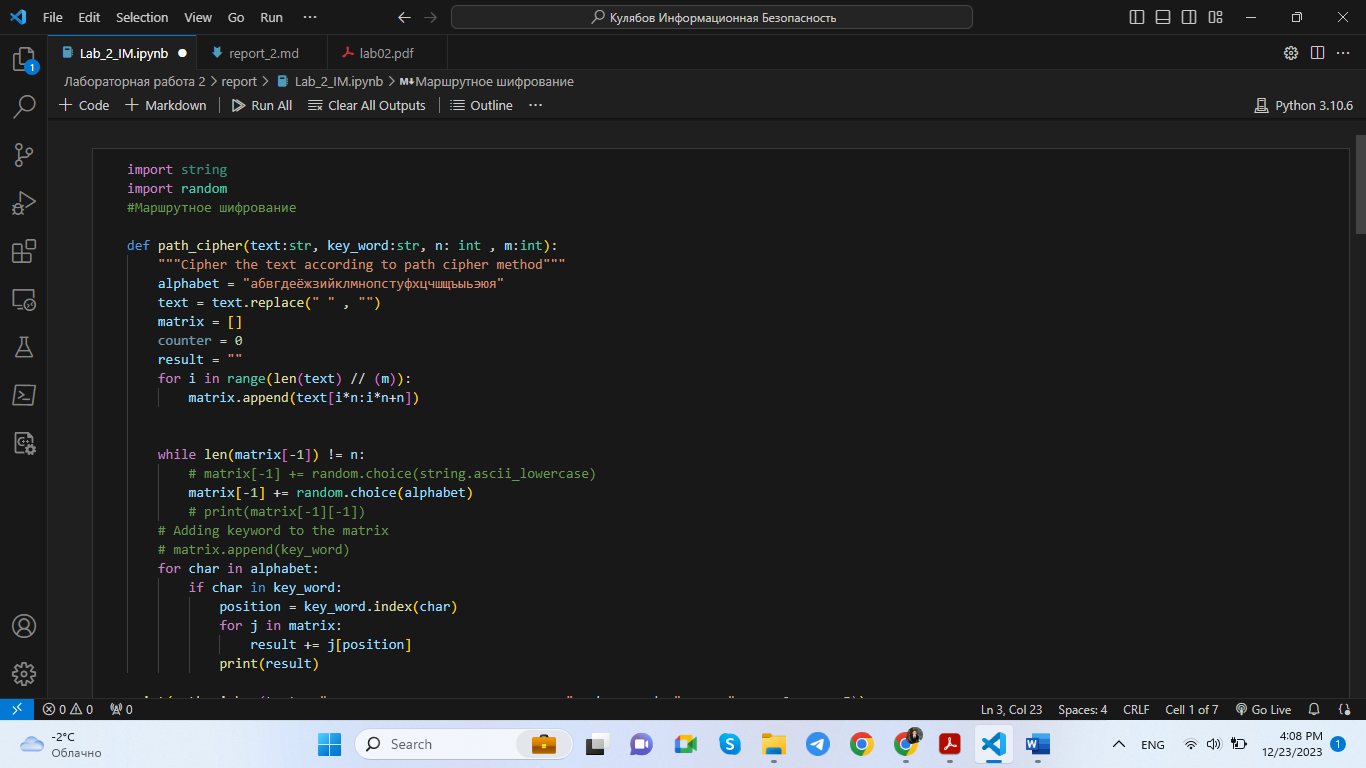 File Edit Selection View Go Run ···
Кулябов Информационная Безопасность
Lab_2_IM.ipynb
report_2.md
lab02.pdf
Лабораторная работа 2 > report > Lab_2_IM.ipynb > M↓Маршрутное шифрование
+ Code + Markdown Run All Clear All Outputs Outline ···
Python 3.10.6
import string
import random
#Маршрутное шифрование
def path_cipher(text:str, key_word:str, n: int , m:int):
"""Cipher the text according to path cipher method"""
alphabet = "абвгдеёжзийклмнопстуфхцчшщъыьэюя"
text = text.replace(" " , "")
matrix = []
counter = 0
result = ""
for i in range(len(text) // (m)):
matrix.append(text[i*n:i*n+n])
while len(matrix[-1]) != n:
# matrix[-1] += random.choice(string.ascii_lowercase)
matrix[-1] += random.choice(alphabet)
# print(matrix[-1][-1])
# Adding keyword to the matrix
# matrix.append(key_word)
for char in alphabet:
if char in key_word:
position = key_word.index(char)
for j in matrix:
result += j[position]
print(result)
1
0 0 0
Ln 3, Col 23 Spaces: 4 CRLF Cell 1 of 7 Go Live
-2°C
Облачно
Search
ENG
4:08 PM
12/23/2023
1